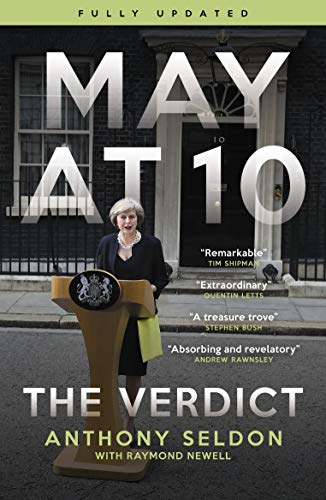 FULLY UPDATED
MAY
AT 10
"Remarkable"
TIM SHIPMAN
"Extraordinary"
QUENTIN LETTS
"A treasure trove"
STEPHEN BUSH
"Absorbing and revelatory"
ANDREW RAWNSLEY
THE VERDICT
ANTHONY SELDON
WITH RAYMOND NEWELL